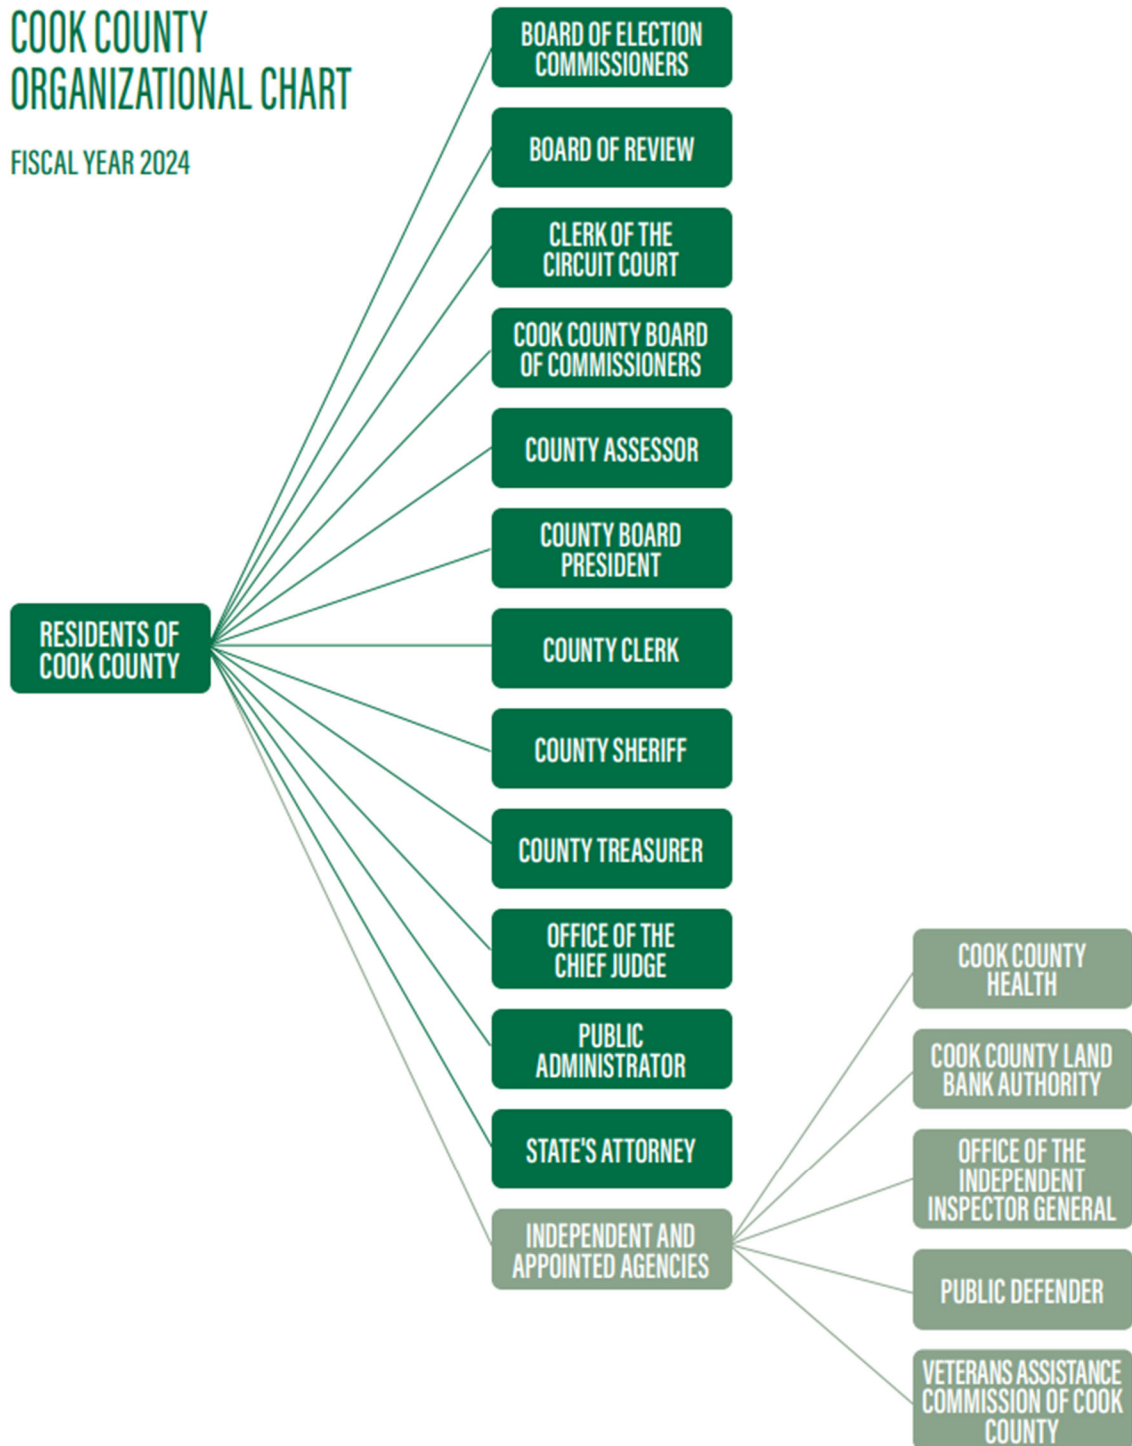 COOK COUNTY
ORGANIZATIONAL CHART
FISCAL YEAR 2024
RESIDENTS OF
COOK COUNTY
BOARD OF ELECTION
COMMISSIONERS
BOARD OF REVIEW
CLERK OF THE
CIRCUIT COURT
COOK COUNTY BOARD
OF COMMISSIONERS
COUNTY ASSESSOR
COUNTY BOARD
PRESIDENT
COUNTY CLERK
COUNTY SHERIFF
COUNTY TREASURER
OFFICE OF THE
CHIEF JUDGE
PUBLIC
ADMINISTRATOR
STATE'S ATTORNEY
INDEPENDENT AND
APPOINTED AGENCIES
COOK COUNTY
HEALTH
COOK COUNTY LAND
BANK AUTHORITY
OFFICE OF THE
INDEPENDENT
INSPECTOR GENERAL
PUBLIC DEFENDER
VETERANS ASSISTANCE
COMMISSION OF COOK
COUNTY